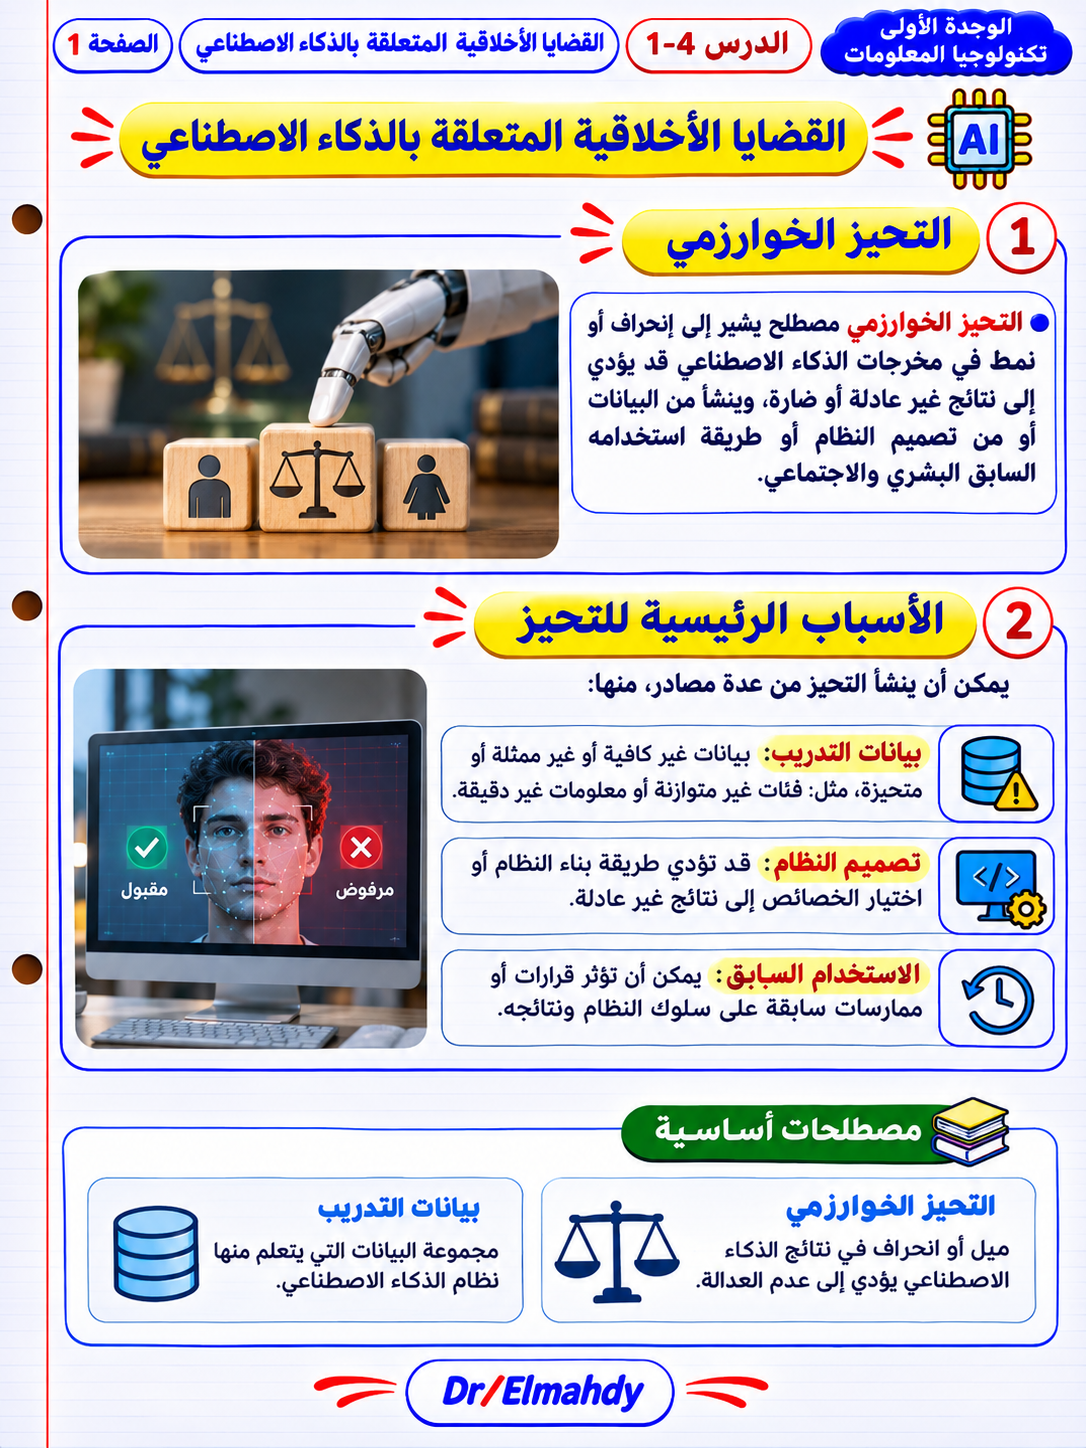 الوجدة الأولى
تكنولوجيا المعلومات
الدرس 4-1
القضايا الأخلاقية المتعلقة بالذكاء الاصطناعي
الصفحة 1
القضايا الأخلاقية المتعلقة بالذكاء الاصطناعي
AI
1
التحيز الخوارزمي
التحيز الخوارزمي مصطلح يشير إلى إنحراف أو
نمط في مخرجات الذكاء الاصطناعي قد يؤدي
إلى نتائج غير عادلة أو ضارة، وينشأ من البيانات
أو من تصميم النظام أو طريقة استخدامه
السابق البشري والاجتماعي.
2
الأسباب الرئيسية للتحيز
يمكن أن ينشأ التحيز من عدة مصادر، منها:
بيانات التدريب: بيانات غير كافية أو غير ممثلة أو
متحيزة، مثل: فئات غير متوازنة أو معلومات غير دقيقة.
تصميم النظام: قد تؤدي طريقة بناء النظام أو
اختيار الخصائص إلى نتائج غير عادلة.
الاستخدام السابق: يمكن أن تؤثر قرارات أو
ممارسات سابقة على سلوك النظام ونتائجه.
مرفوض
مقبول
</>
مصطلحات أساسية
التحيز الخوارزمي
ميل أو انحراف في نتائج الذكاء
الاصطناعي يؤدي إلى عدم العدالة.
بيانات التدريب
مجموعة البيانات التي يتعلم منها
نظام الذكاء الاصطناعي.
Dr/Elmahdy